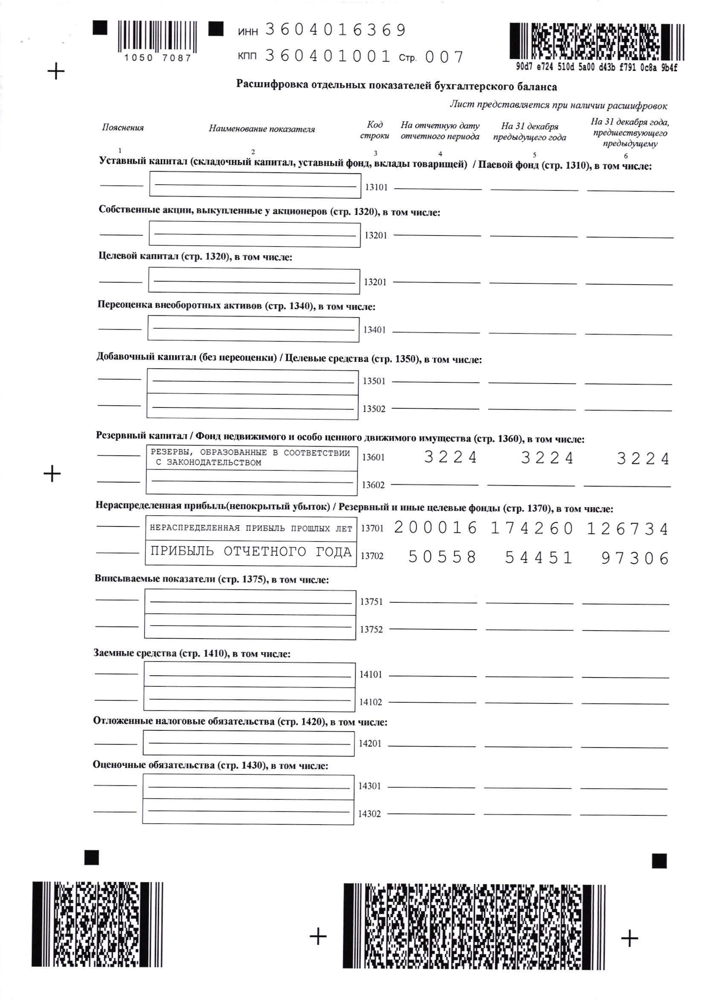 1050 7087
ИНН 3604016369
КПП 360401001 Стр. 007
90d7 e724 510d 5a00 d43b f791 0c8a 9b4f
Расшифровка отдельных показателей бухгалтерского баланса
Лист представляется при наличии расшифровок
Пояснения Наименование показателя Код строки На отчетную дату отчетного периода На 31 декабря предыдущего года На 31 декабря года, предшествующего предыдущему
1 2 3 4 5 6
Уставный капитал (складочный капитал, уставный фонд, вклады товарищей) / Паевой фонд (стр. 1310), в том числе:
13101
Собственные акции, выкупленные у акционеров (стр. 1320), в том числе:
13201
Целевой капитал (стр. 1320), в том числе:
13201
Переоценка внеоборотных активов (стр. 1340), в том числе:
13401
Добавочный капитал (без переоценки) / Целевые средства (стр. 1350), в том числе:
13501
13502
Резервный капитал / Фонд недвижимого и особо ценного движимого имущества (стр. 1360), в том числе:
РЕЗЕРВЫ, ОБРАЗОВАННЫЕ В СООТВЕТСТВИИ
С ЗАКОНОДАТЕЛЬСТВОМ 13601 3224 3224 3224
13602
Нераспределенная прибыль(непокрытый убыток) / Резервный и иные целевые фонды (стр. 1370), в том числе:
НЕРАСПРЕДЕЛЕННАЯ ПРИБЫЛЬ ПРОШЛЫХ ЛЕТ 13701 200016 174260 126734
ПРИБЫЛЬ ОТЧЕТНОГО ГОДА 13702 50558 54451 97306
Вписываемые показатели (стр. 1375), в том числе:
13751
13752
Заемные средства (стр. 1410), в том числе:
14101
14102
Отложенные налоговые обязательства (стр. 1420), в том числе:
14201
Оценочные обязательства (стр. 1430), в том числе:
14301
14302